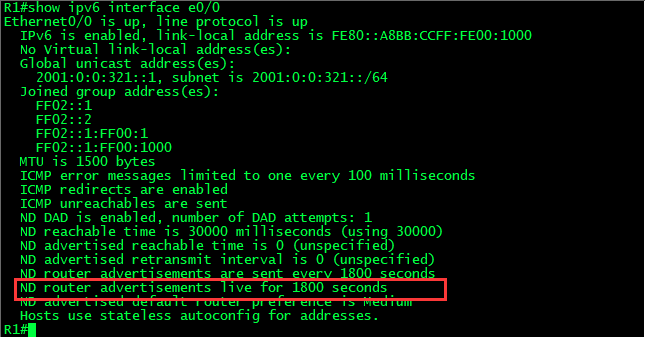 R1#show ipv6 interface e0/0
Ethernet0/0 is up, line protocol is up
IPv6 is enabled, link-local address is FE80::A8BB:CCFF:FE00:1000
No Virtual link-local address(es):
Global unicast address(es):
2001:0:0:321::1, subnet is 2001:0:0:321::/64
Joined group address(es):
FF02::1
FF02::2
FF02::1:FF00:1
FF02::1:FF00:1000
MTU is 1500 bytes
ICMP error messages limited to one every 100 milliseconds
ICMP redirects are enabled
ICMP unreachables are sent
ND DAD is enabled, number of DAD attempts: 1
ND reachable time is 30000 milliseconds (using 30000)
ND advertised reachable time is 0 (unspecified)
ND advertised retransmit interval is 0 (unspecified)
ND router advertisements are sent every 1800 seconds
ND router advertisements live for 1800 seconds
ND advertised default router preference is Medium
Hosts use stateless autoconfig for addresses.
R1#